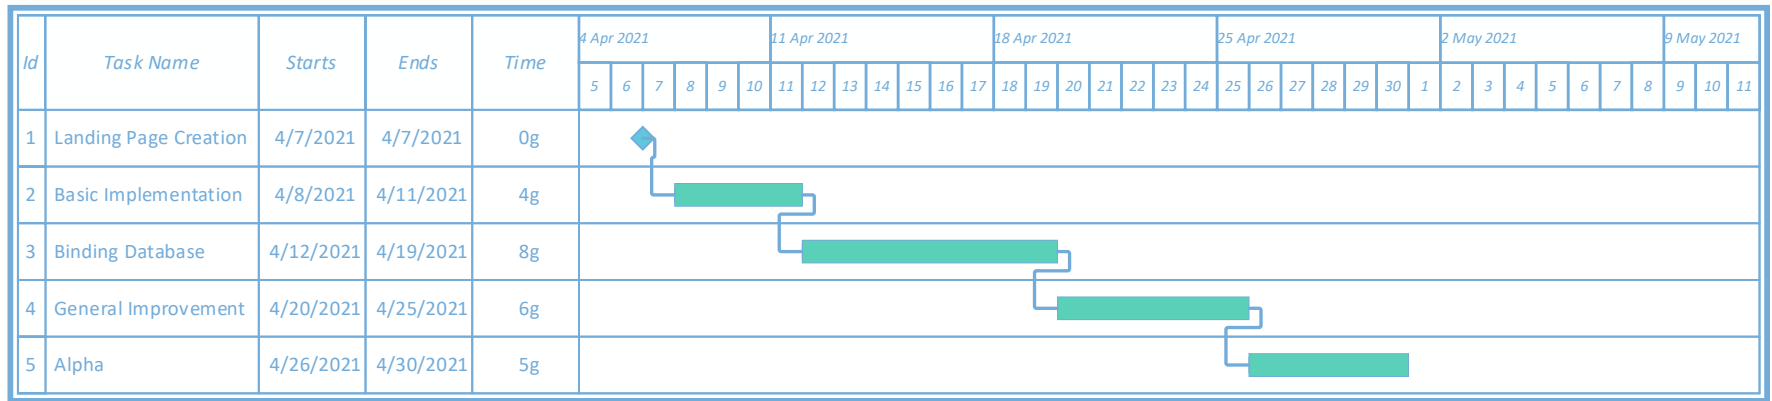 Id Task Name Starts Ends Time 4 Apr 2021 11 Apr 2021 18 Apr 2021 25 Apr 2021 2 May 2021 9 May 2021
5 6 7 8 9 10 11 12 13 14 15 16 17 18 19 20 21 22 23 24 25 26 27 28 29 30 1 2 3 4 5 6 7 8 9 10 11
1 Landing Page Creation 4/7/2021 4/7/2021 0g
2 Basic Implementation 4/8/2021 4/11/2021 4g
3 Binding Database 4/12/2021 4/19/2021 8g
4 General Improvement 4/20/2021 4/25/2021 6g
5 Alpha 4/26/2021 4/30/2021 5g